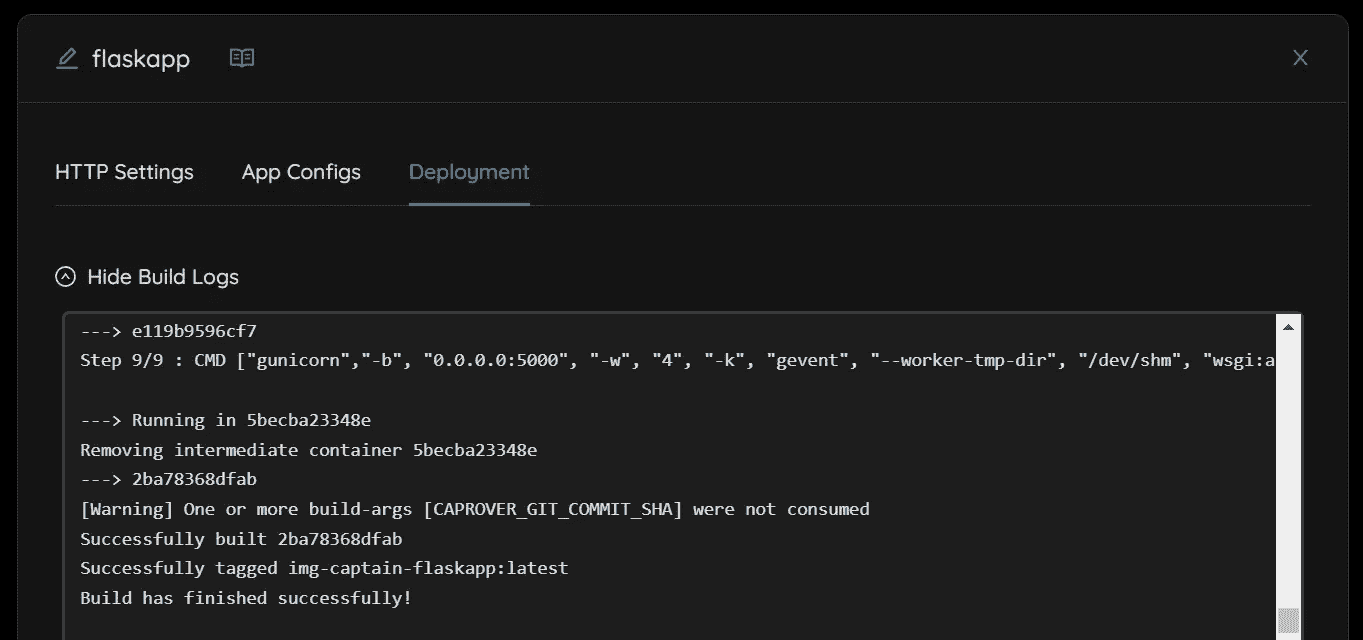 flaskapp
HTTP Settings App Configs Deployment
Hide Build Logs
---> e119b9596cf7
Step 9/9 : CMD ["gunicorn","-b", "0.0.0.0:5000", "-w", "4", "-k", "gevent", "--worker-tmp-dir", "/dev/shm", "wsgi:a
---> Running in 5becba23348e
Removing intermediate container 5becba23348e
---> 2ba78368dfab
[Warning] One or more build-args [CAPROVER_GIT_COMMIT_SHA] were not consumed
Successfully built 2ba78368dfab
Successfully tagged img-captain-flaskapp:latest
Build has finished successfully!